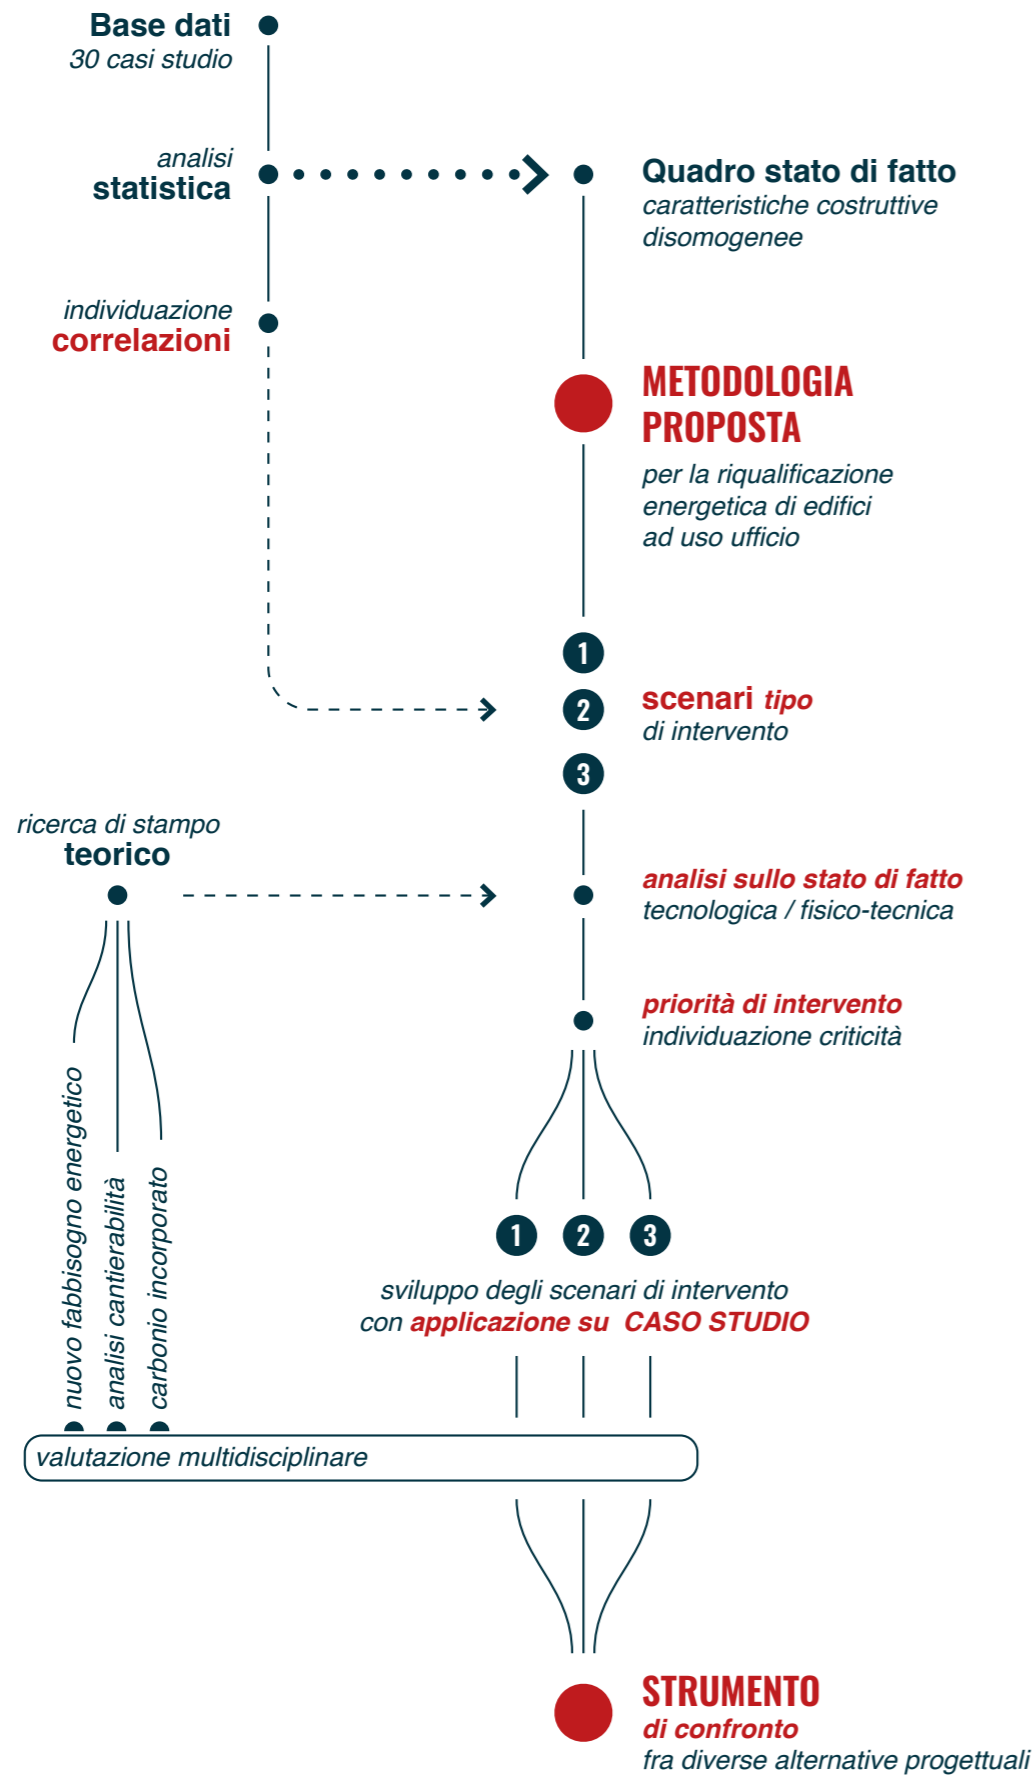 Base dati
30 casi studio
analisi
statistica
Quadro stato di fatto
caratteristiche costruttive
disomogenee
individuazione
correlazioni
METODOLOGIA
PROPOSTA
per la riqualificazione
energetica di edifici
ad uso ufficio
1
2
3
scenari tipo
di intervento
ricerca di stampo
teorico
analisi sullo stato di fatto
tecnologica / fisico-tecnica
priorità di intervento
individuazione criticità
nuovo fabbisogno energetico
analisi cantierabilità
carbonio incorporato
1 2 3
sviluppo degli scenari di intervento
con applicazione su CASO STUDIO
valutazione multidisciplinare
STRUMENTO
di confronto
fra diverse alternative progettuali